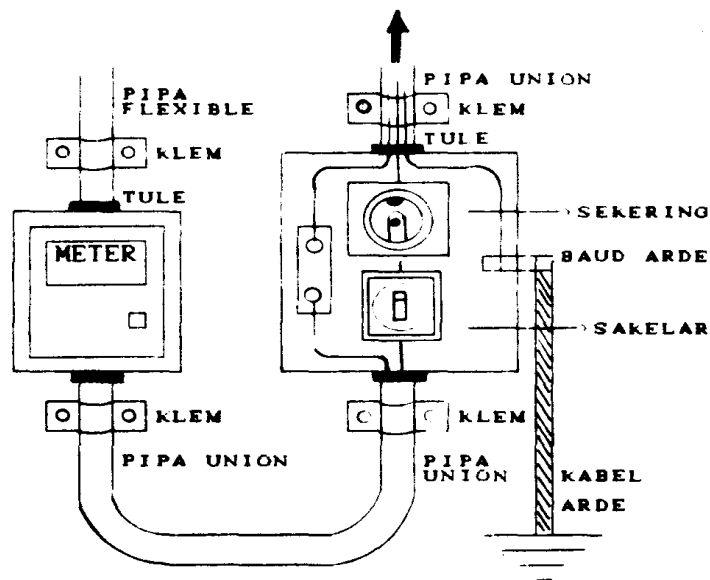 PIPA
FLEXIBLE
KLEM
TULE
METER
KLEM
PIPA UNION
PIPA UNION
KLEM
TULE
SEKERING
BAUD ARDE
SAKELAR
KLEM
PIPA
UNION
KABEL
ARDE